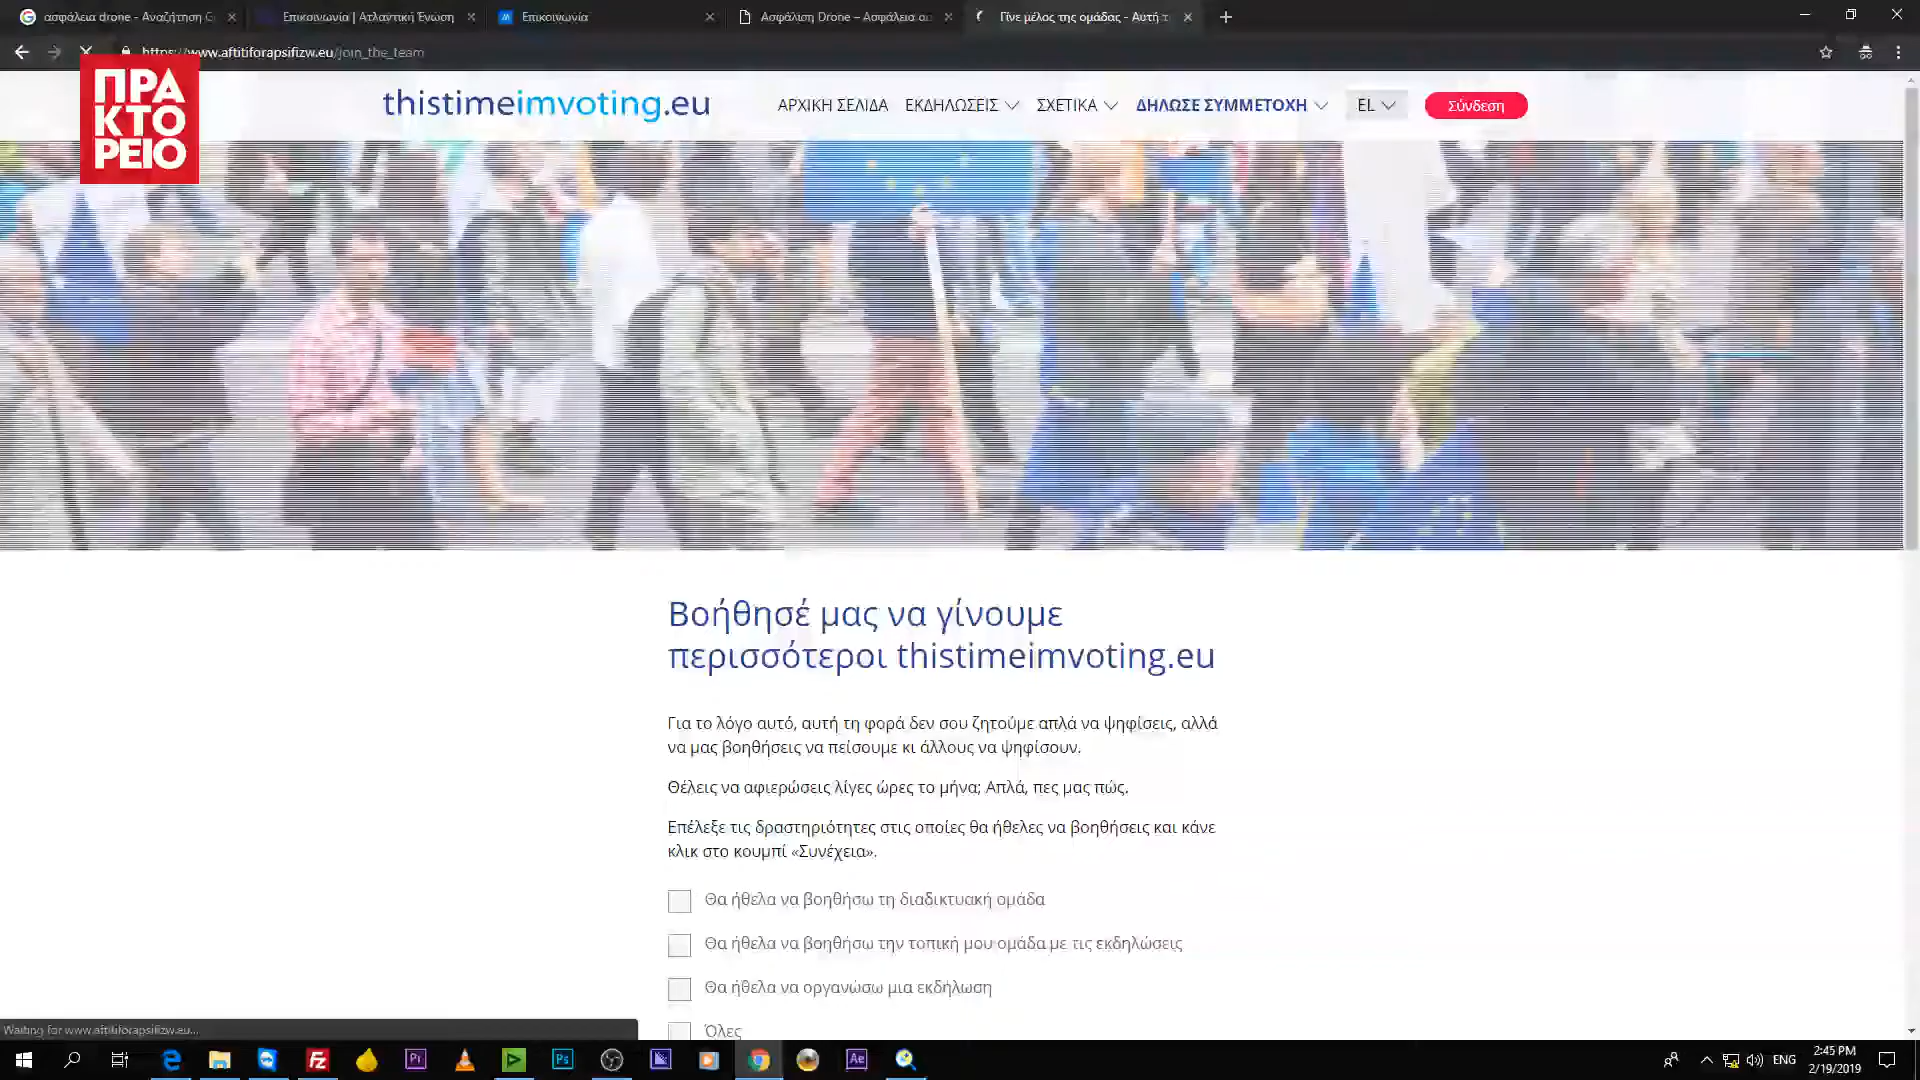 ασφάλεια drone - Αναζήτηση G
Επικοινωνία | Ατλαντική Ένωση
Επικοινωνία
Ασφάλιση Drone – Ασφάλεια απ
Γίνε μέλος της ομάδας - Αυτή τ
https://www.aftitiforapsifizw.eu/join_the_team
ΠΡΑ
ΚΤΟ
ΡΕΙΟ
thistimeimvoting.eu
ΑΡΧΙΚΗ ΣΕΛΙΔΑ
ΕΚΔΗΛΩΣΕΙΣ
ΣΧΕΤΙΚΑ
ΔΗΛΩΣΕ ΣΥΜΜΕΤΟΧΗ
EL
Σύνδεση
Βοήθησέ μας να γίνουμε
περισσότεροι thistimeimvoting.eu
Για το λόγο αυτό, αυτή τη φορά δεν σου ζητούμε απλά να ψηφίσεις, αλλά
να μας βοηθήσεις να πείσουμε κι άλλους να ψηφίσουν.
Θέλεις να αφιερώσεις λίγες ώρες το μήνα; Απλά, πες μας πώς.
Επέλεξε τις δραστηριότητες στις οποίες θα ήθελες να βοηθήσεις και κάνε
κλικ στο κουμπί «Συνέχεια».
Θα ήθελα να βοηθήσω τη διαδικτυακή ομάδα
Θα ήθελα να βοηθήσω την τοπική μου ομάδα με τις εκδηλώσεις
Θα ήθελα να οργανώσω μια εκδήλωση
Όλες
Waiting for www.aftitiforapsifizw.eu...
Pr
Ps
Ae
ENG
2:45 PM
2/19/2019